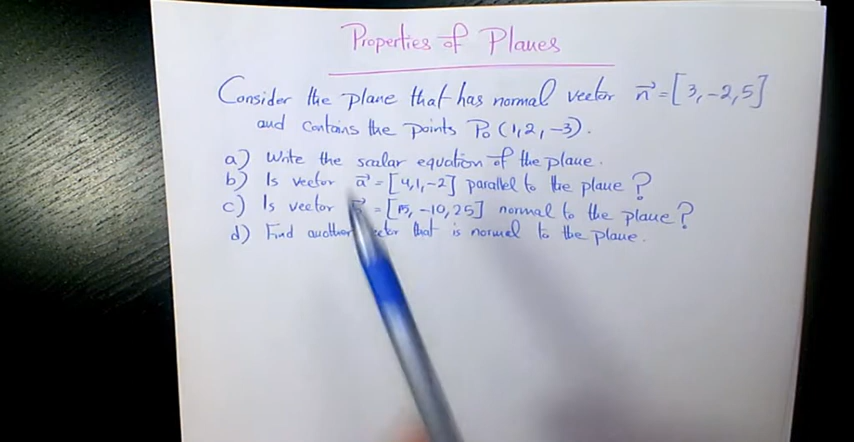 Properties of Planes
Consider the plane that has normal vector n⃗ = [3, -2, 5]
and contains the points P₀ (1, 2, -3).
a) Write the scalar equation of the plane.
b) Is vector a⃗ = [4, 1, -2] parallel to the plane?
c) Is vector = [15, -10, 25] normal to the plane?
d) Find another that is normal to the plane.